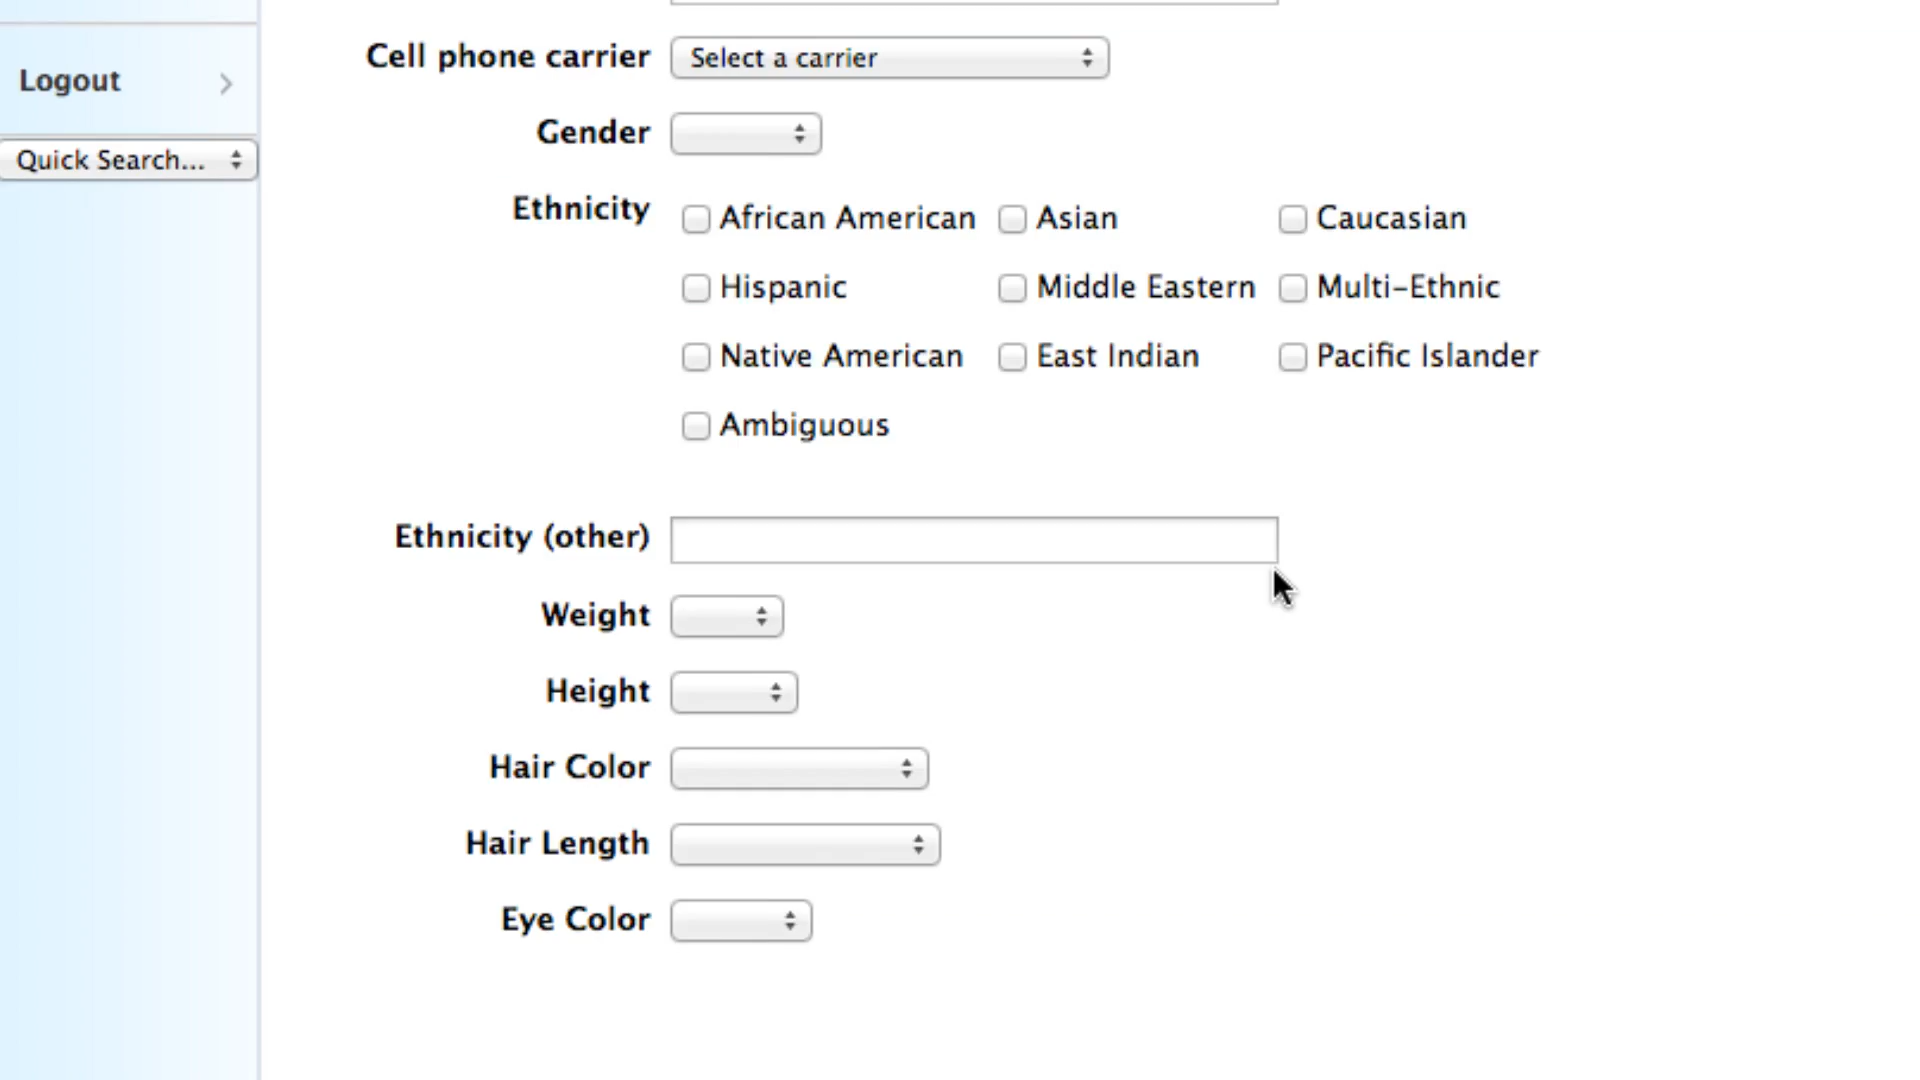 Cell phone carrier Select a carrier
Logout
Gender
Quick Search...
Ethnicity African American Asian Caucasian
Hispanic Middle Eastern Multi-Ethnic
Native American East Indian Pacific Islander
Ambiguous
Ethnicity (other)
Weight
Height
Hair Color
Hair Length
Eye Color